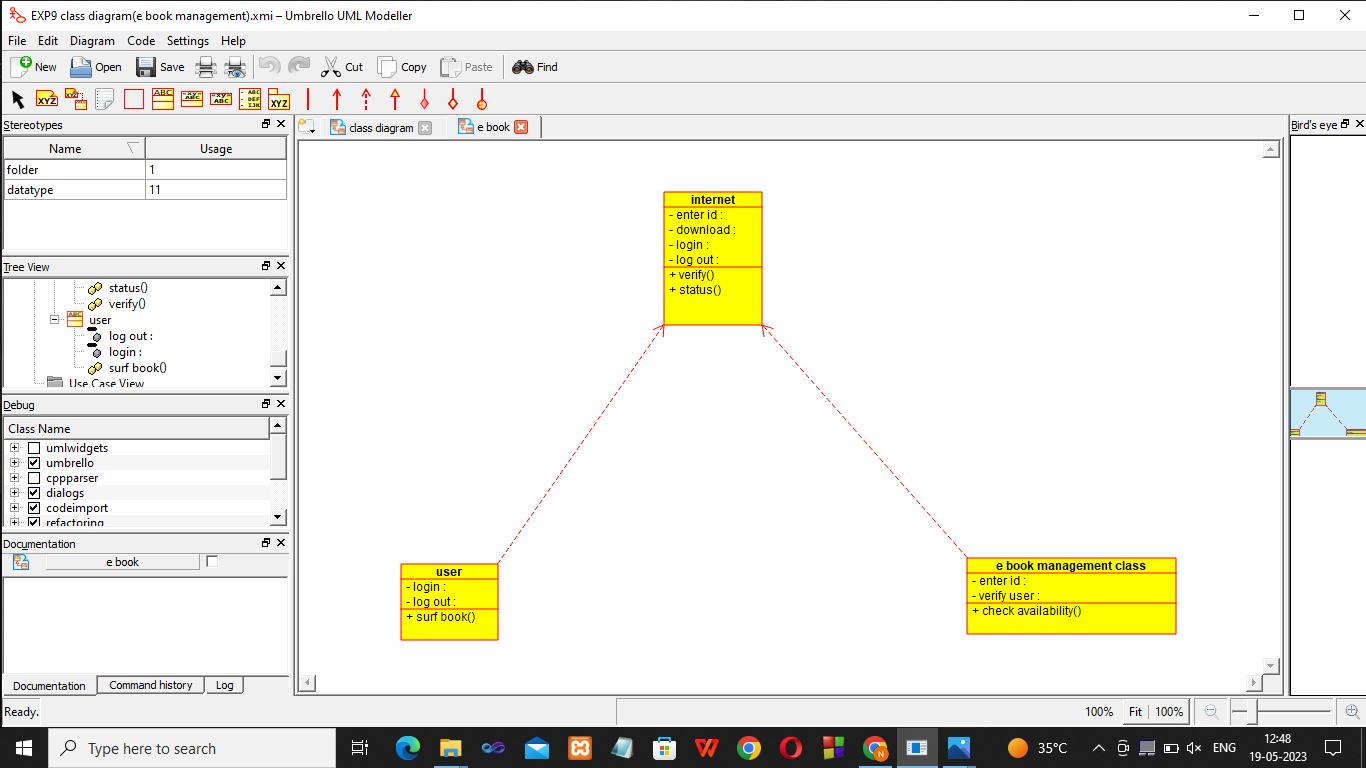 EXP9 class diagram(e book management).xmi – Umbrello UML Modeller
File Edit Diagram Code Settings Help
New Open Save Cut Copy Paste Find
Stereotypes
Name Usage
folder 1
datatype 11
Tree View
status()
verify()
user
log out :
login :
surf book()
Use Case View
Debug
Class Name
umlwidgets
umbrello
cppparser
dialogs
codeimport
refactoring
Documentation
e book
Documentation Command history Log
class diagram e book
internet
- enter id :
- download :
- login :
- log out :
+ verify()
+ status()
user
- login :
- log out :
+ surf book()
e book management class
- enter id :
- verify user :
+ check availability()
Bird's eye
Ready.
100% Fit 100%
Type here to search
35°C
ENG
12:48
19-05-2023